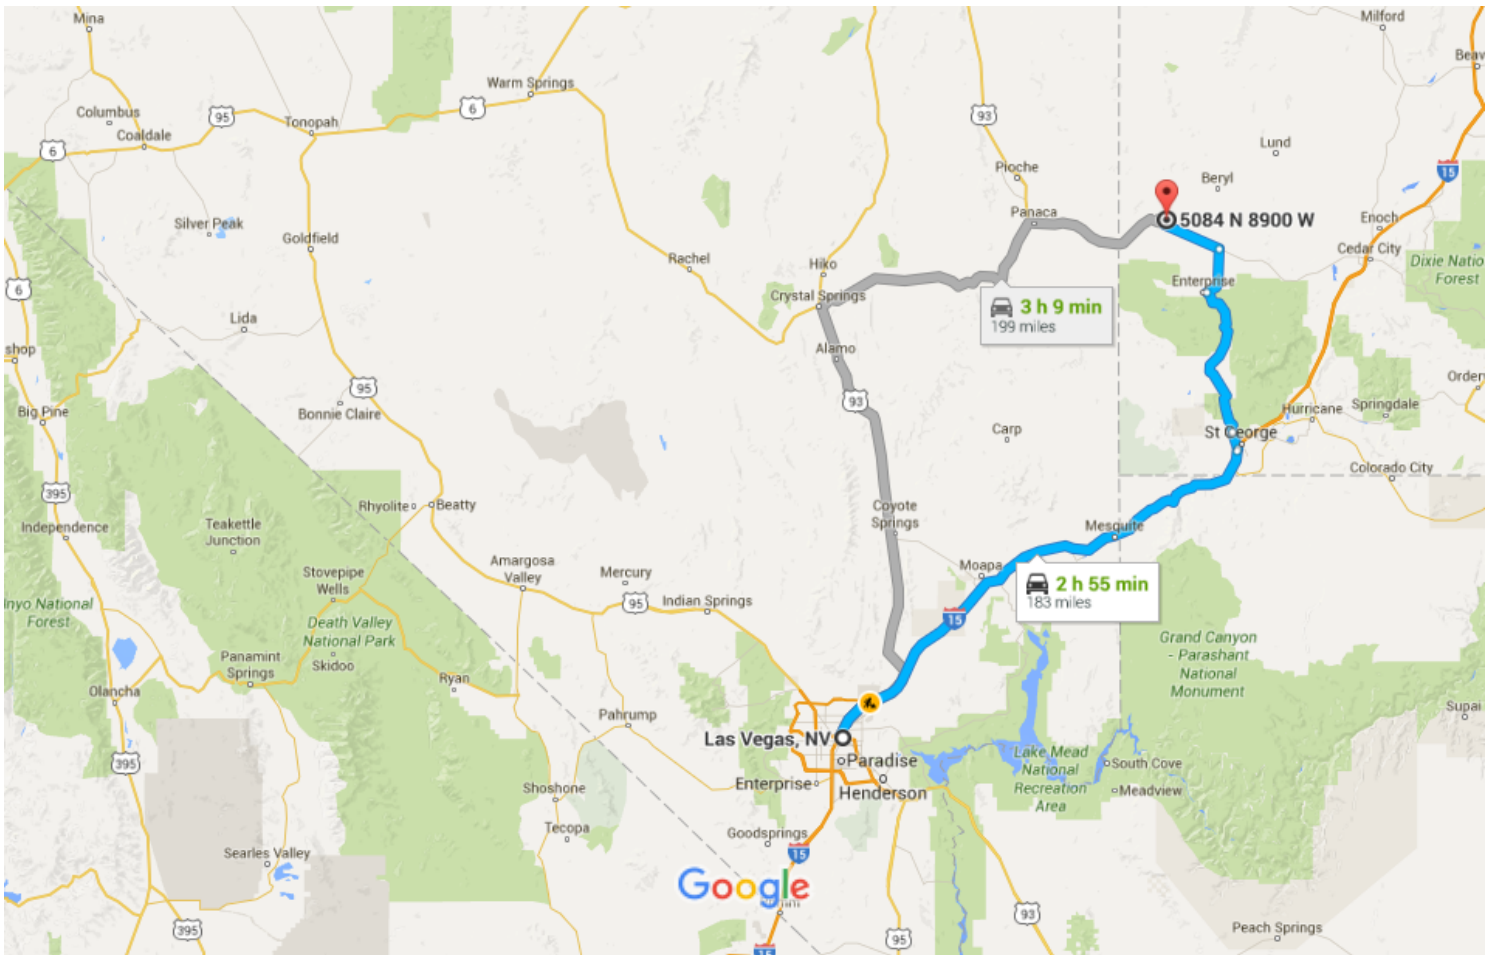 Mina
Milford
Beav
Warm Springs
6
Columbus
95
Tonopah
Coaldale
93
Lund
6
Pioche
15
Beryl
Silver Peak
Panaca
5084 N 8900 W
Enoch
Goldfield
Cedar City
Rachel
Hiko
Dixie Natio
Forest
6
Crystal Springs
Enterprise
3 h 9 min
199 miles
Lida
shop
Alamo
95
Orden
93
Big Pine
Bonnie Claire
Hurricane
Springdale
Carp
St George
Colorado City
395
Rhyolite
Beatty
Coyote
Springs
Independence
Teakettle
Junction
Mesquite
Amargosa
Valley
Moapa
Stovepipe
Wells
Mercury
2 h 55 min
183 miles
95
Indian Springs
15
nyo National
Forest
Death Valley
National Park
Grand Canyon
- Parashant
National
Monument
Panamint
Springs
Skidoo
Ryan
Olancha
Pahrump
Supai
Las Vegas, NV
395
Paradise
Lake Mead
National
Recreation
Area
South Cove
Enterprise
Henderson
Meadview
Shoshone
Tecopa
Goodsprings
15
Searles Valley
Google
395
93
95
15
Peach Springs